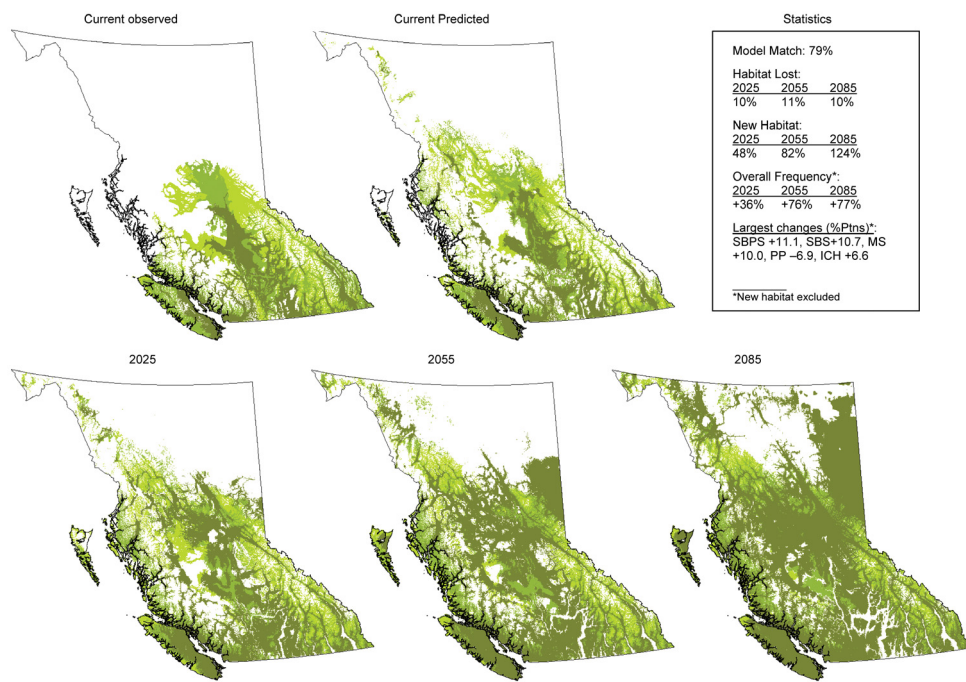 Current observed
Current Predicted
Statistics
Model Match: 79%
Habitat Lost:
2025 2055 2085
10% 11% 10%
New Habitat:
2025 2055 2085
48% 82% 124%
Overall Frequency*:
2025 2055 2085
+36% +76% +77%
Largest changes (%Ptns)*:
SBPS +11.1, SBS+10.7, MS
+10.0, PP –6.9, ICH +6.6
*New habitat excluded
2025
2055
2085